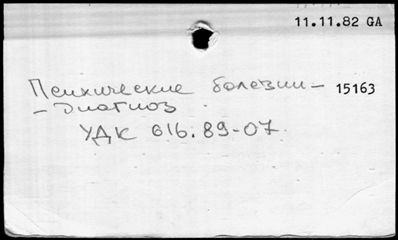 11.11.82 GA
Психические болезни – 15163
– Диагноз
УДК 616.89-07